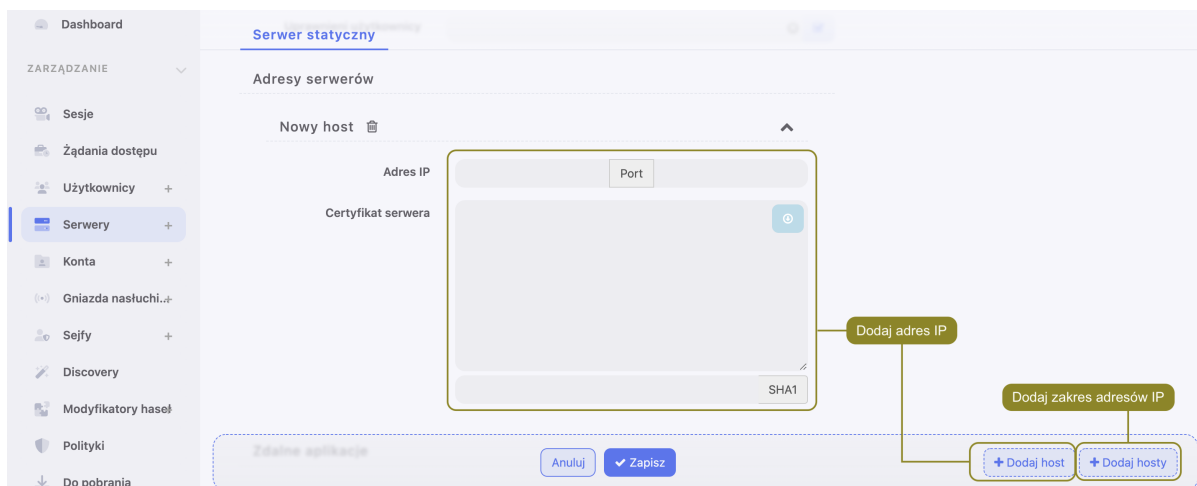 Dashboard
ZARZĄDZANIE
Sesje
Żądania dostępu
Użytkownicy +
Serwery +
Konta +
Gniazda nasłuchi..+
Sejfy +
Discovery
Modyfikatory haseł
Polityki
Do pobrania
Serwer statyczny
Adresy serwerów
Nowy host
Adres IP
Port
Certyfikat serwera
SHA1
Dodaj adres IP
Dodaj zakres adresów IP
Zdalne aplikacje
Anuluj
Zapisz
+ Dodaj host
+ Dodaj hosty